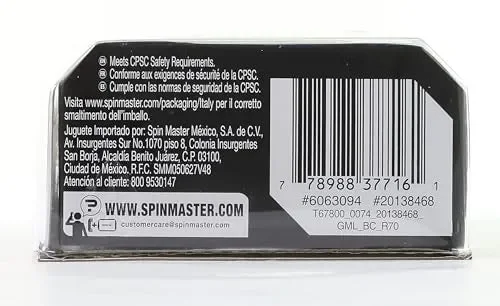 EN Meets CPSC Safety Requirements.
FR Conforme aux exigences de sécurité de la CPSC.
ES Cumple con las normas de seguridad de la CPSC.
Visita www.spinmaster.com/packaging/Italy per il corretto
smaltimento dell'imballo.
Juguete Importado por: Spin Master México, S.A. de C.V.,
Av. Insurgentes Sur No.1070 piso 8, Colonia Insurgentes
San Borja, Alcaldía Benito Juárez, C.P. 03100,
Ciudad de México. R.F.C. SMM050627V48
Atención al cliente: 800 9530147
? WWW.SPINMASTER.COM
customercare@spinmaster.com
7 78988 37716 1
#6063094 #20138468
T67800_0074_20138468_
GML_BC_R70